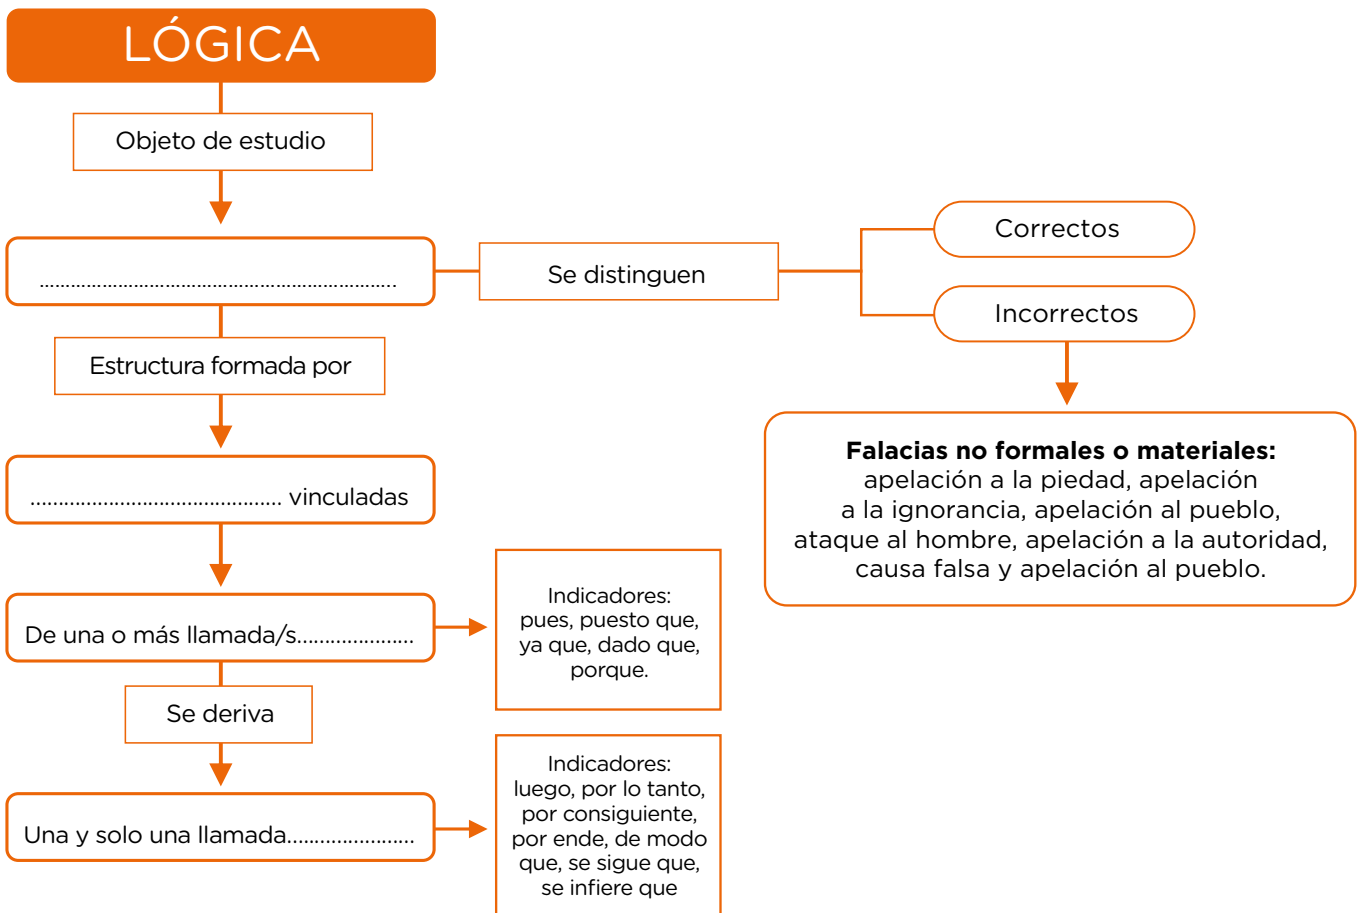 LÓGICA
Objeto de estudio
............................................................................
Se distinguen
Correctos
Incorrectos
Estructura formada por
Falacias no formales o materiales:
apelación a la piedad, apelación
a la ignorancia, apelación al pueblo,
ataque al hombre, apelación a la autoridad,
causa falsa y apelación al pueblo.
............................................. vinculadas
De una o más llamada/s.....................
Indicadores:
pues, puesto que,
ya que, dado que,
porque.
Se deriva
Una y solo una llamada.......................
Indicadores:
luego, por lo tanto,
por consiguiente,
por ende, de modo
que, se sigue que,
se infiere que